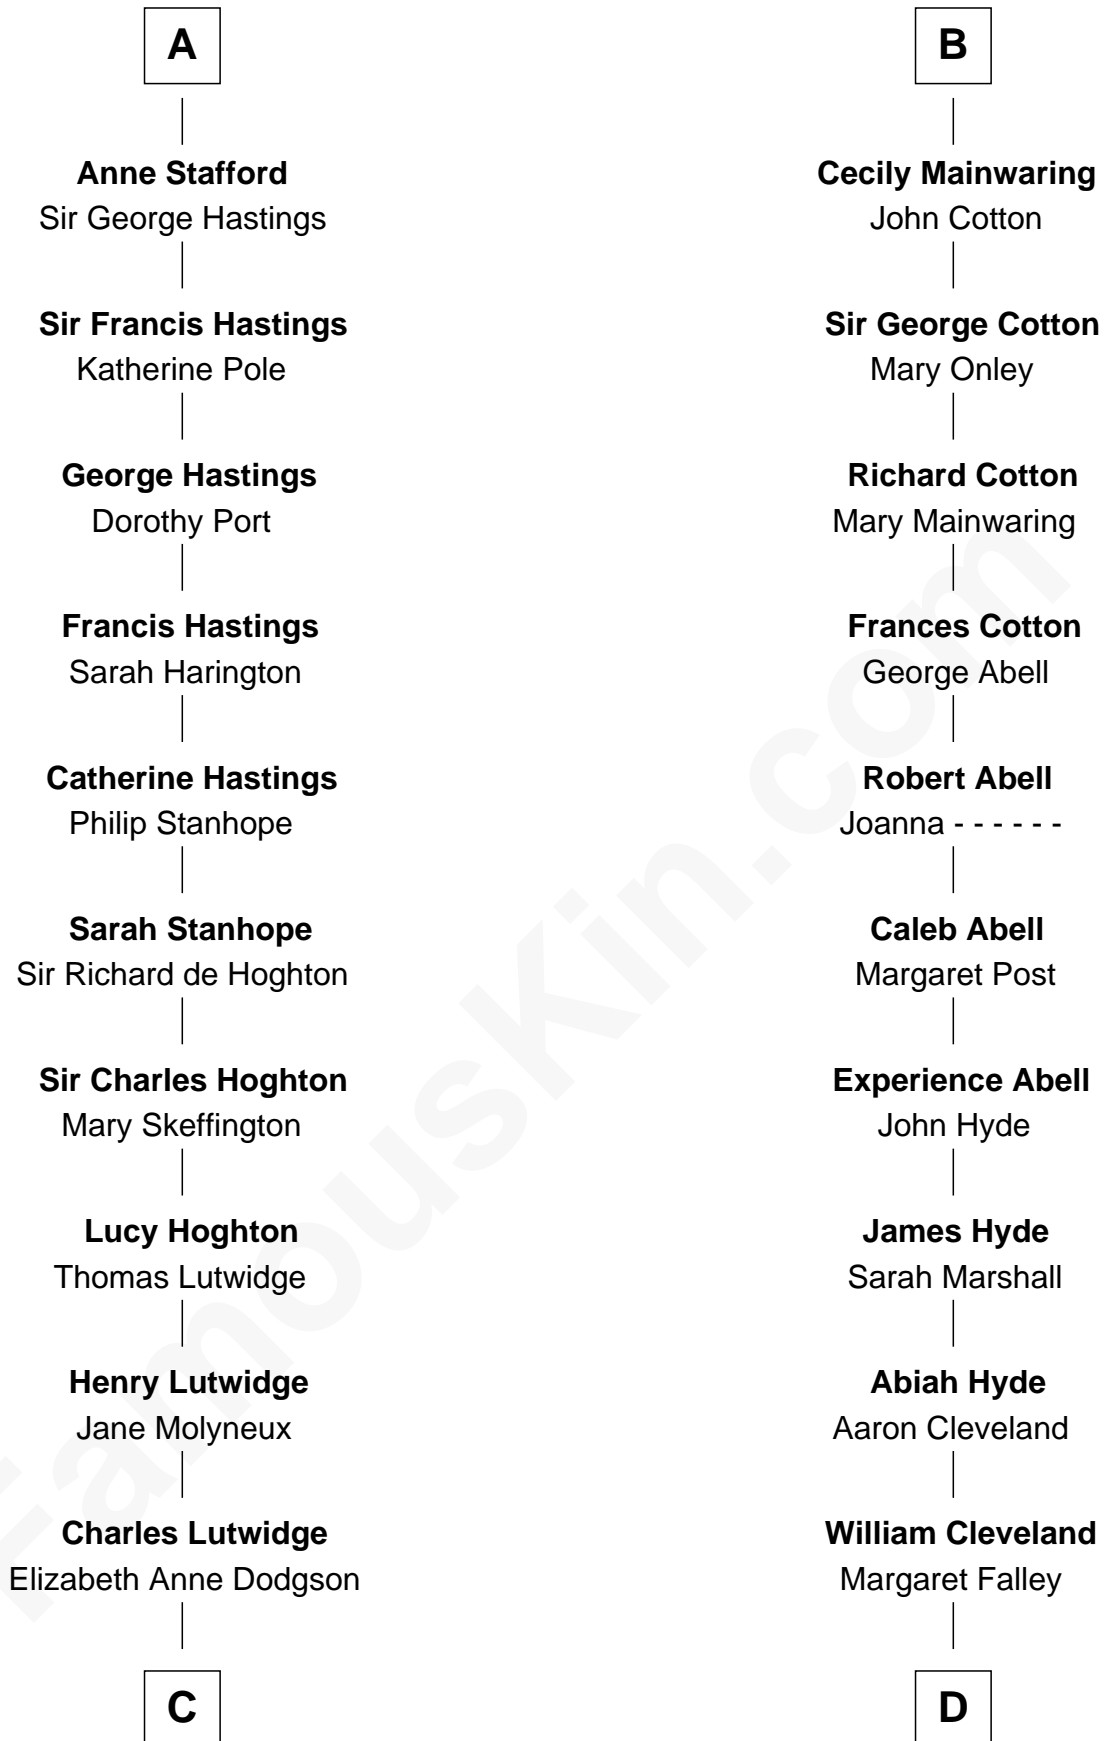 A
Anne Stafford
Sir George Hastings
Sir Francis Hastings
Katherine Pole
George Hastings
Dorothy Port
Francis Hastings
Sarah Harington
Catherine Hastings
Philip Stanhope
Sarah Stanhope
Sir Richard de Hoghton
Sir Charles Hoghton
Mary Skeffington
Lucy Hoghton
Thomas Lutwidge
Henry Lutwidge
Jane Molyneux
Charles Lutwidge
Elizabeth Anne Dodgson
C
B
Cecily Mainwaring
John Cotton
Sir George Cotton
Mary Onley
Richard Cotton
Mary Mainwaring
Frances Cotton
George Abell
Robert Abell
Joanna - - - - - -
Caleb Abell
Margaret Post
Experience Abell
John Hyde
James Hyde
Sarah Marshall
Abiah Hyde
Aaron Cleveland
William Cleveland
Margaret Falley
D
FamousKin.com